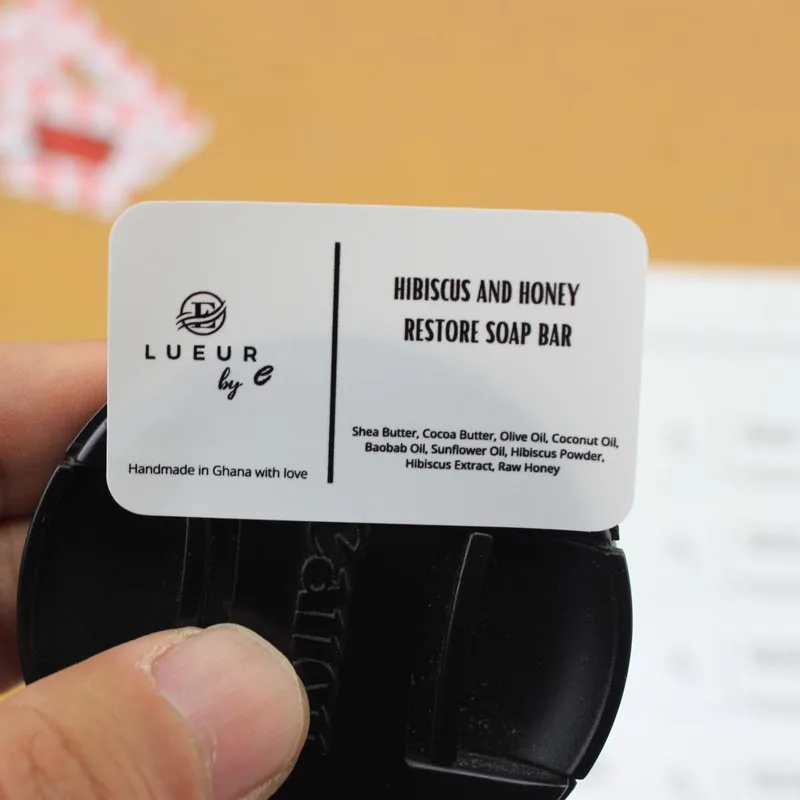 E
LUEUR
by e
Handmade in Ghana with love
HIBISCUS AND HONEY
RESTORE SOAP BAR
Shea Butter, Cocoa Butter, Olive Oil, Coconut Oil,
Baobab Oil, Sunflower Oil, Hibiscus Powder,
Hibiscus Extract, Raw Honey